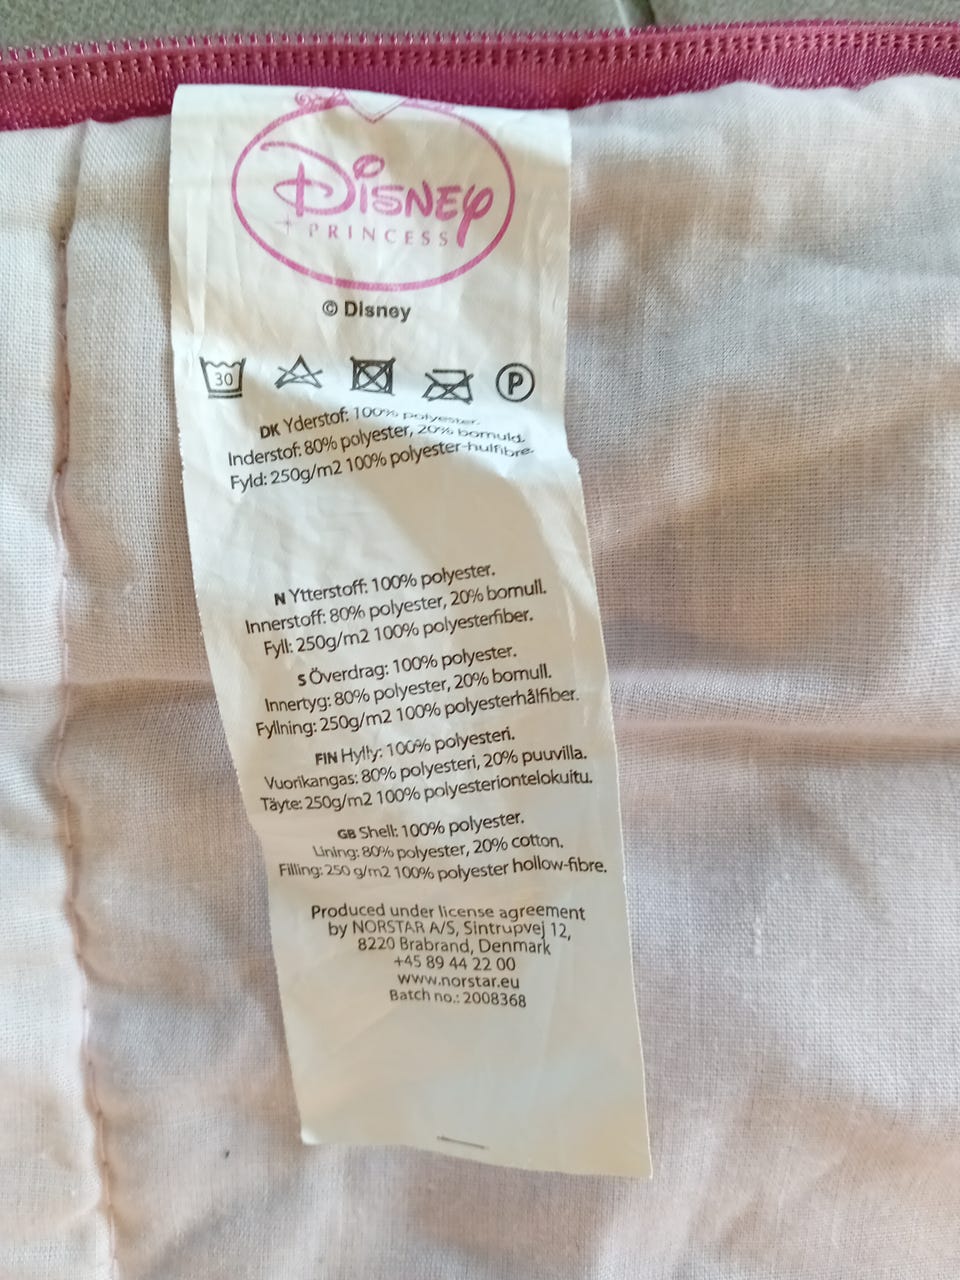 Disney
PRINCESS
© Disney
30
P
DK Yderstof: 100% polyester.
Inderstof: 80% polyester, 20% bomuld.
Fyld: 250g/m2 100% polyester-hulfibre.
N Ytterstoff: 100% polyester.
Innerstoff: 80% polyester, 20% bomull.
Fyll: 250g/m2 100% polyesterfiber.
S Överdrag: 100% polyester.
Innertyg: 80% polyester, 20% bomull.
Fyllning: 250g/m2 100% polyesterhålfiber.
FIN Hylly: 100% polyesteri.
Vuorikangas: 80% polyesteri, 20% puuvilla.
Täyte: 250g/m2 100% polyesteriontelokuitu.
GB Shell: 100% polyester.
Lining: 80% polyester, 20% cotton.
Filling: 250 g/m2 100% polyester hollow-fibre.
Produced under license agreement
by NORSTAR A/S, Sintrupvej 12,
8220 Brabrand, Denmark
+45 89 44 22 00
www.norstar.eu
Batch no.: 2008368